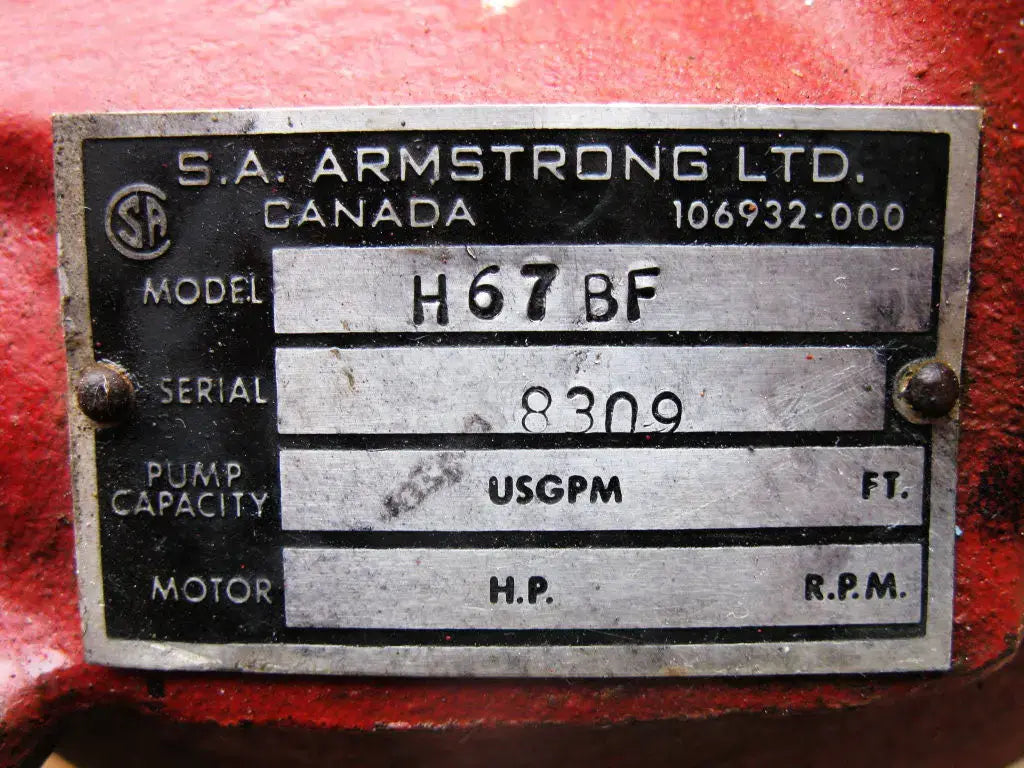 S.A. ARMSTRONG LTD.
CSA CANADA 106932-000
MODEL H67BF
SERIAL 8309
PUMP CAPACITY USGPM FT.
MOTOR H.P. R.P.M.